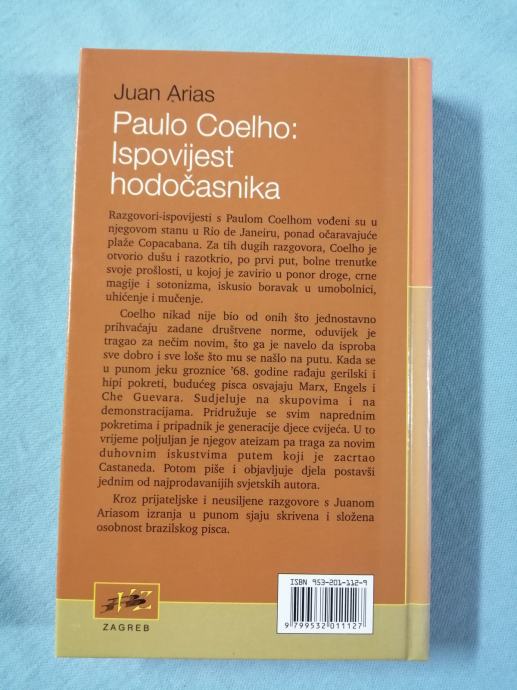 Juan Arias
Paulo Coelho:
Ispovijest
hodočasnika
Razgovori-ispovijesti s Paulom Coelhom vođeni su u
njegovom stanu u Rio de Janeiru, ponad očaravajuće
plaže Copacabana. Za tih dugih razgovora, Coelho je
otvorio dušu i razotkrio, po prvi put, bolne trenutke
svoje prošlosti, u kojoj je zavirio u ponor droge, crne
magije i sotonizma, iskusio boravak u umobolnici,
uhićenje i mučenje.
Coelho nikad nije bio od onih što jednostavno
prihvaćaju zadane društvene norme, oduvijek je
tragao za nečim novim, što ga je navelo da isproba
sve dobro i sve loše što mu se našlo na putu. Kada se
u punom jeku groznice '68. godine rađaju gerilski i
hipi pokreti, budućeg pisca osvajaju Marx, Engels i
Che Guevara. Sudjeluje na skupovima i na
demonstracijama. Pridružuje se svim naprednim
pokretima i pripadnik je generacije djece cvijeća. U to
vrijeme poljuljan je njegov ateizam pa traga za novim
duhovnim iskustvima putem koji je zacrtao
Castaneda. Potom piše i objavljuje djela postavši
jednim od najprodavanijih svjetskih autora.
Kroz prijateljske i neusiljene razgovore s Juanom
Ariasom izranja u punom sjaju skrivena i složena
osobnost brazilskog pisca.
ISBN 953-201-112-9
9 799532 011127
VZ
ZAGREB